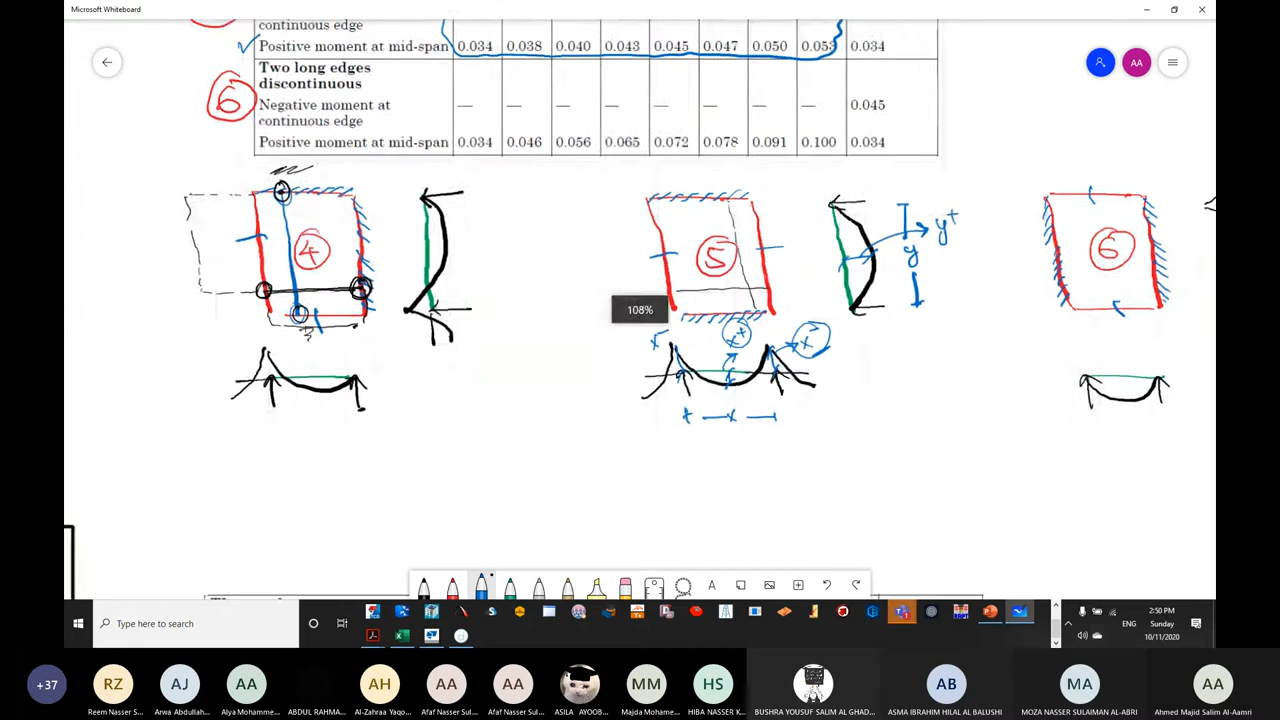 Microsoft Whiteboard
continuous edge
Positive moment at mid-span 0.034 0.038 0.040 0.043 0.045 0.047 0.050 0.053 0.034
6
Two long edges
discontinuous
Negative moment at
continuous edge — — — — — — — — 0.045
Positive moment at mid-span 0.034 0.046 0.056 0.065 0.072 0.078 0.091 0.100 0.034
AA
4
5
6
y+
y
108%
x-
x+
x-
x
A
Type here to search
ENG
2:50 PM
Sunday
10/11/2020
+37
RZ
AJ
AA
AH
AA
AA
MM
HS
AB
MA
AA
Reem Nasser S...
Arwa Abdullah...
Alya Mohamme...
ABDUL RAHMA...
Al-Zahraa Yaqo...
Afaf Nasser Sul...
Afaf Nasser Sul...
ASILA AYOOB...
Majda Mohame...
HIBA NASSER K...
BUSHRA YOUSUF SALIM AL GHAD...
ASMA IBRAHIM HILAL AL BALUSHI
MOZA NASSER SULAIMAN AL-ABRI
Ahmed Majid Salim Al-Aamri